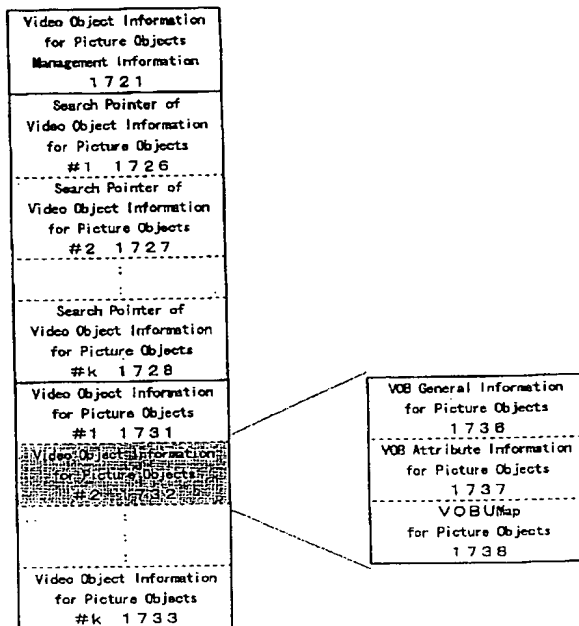 Video Object Information
for Picture Objects
Management Information
1721
Search Pointer of
Video Object Information
for Picture Objects
#1 1726
Search Pointer of
Video Object Information
for Picture Objects
#2 1727
Search Pointer of
Video Object Information
for Picture Objects
#k 1728
Video Object Information
for Picture Objects
#1 1731
Video Object Information
for Picture Objects
#2 1732
Video Object Information
for Picture Objects
#k 1733
VOB General Information
for Picture Objects
1736
VOB Attribute Information
for Picture Objects
1737
VOBUMap
for Picture Objects
1738